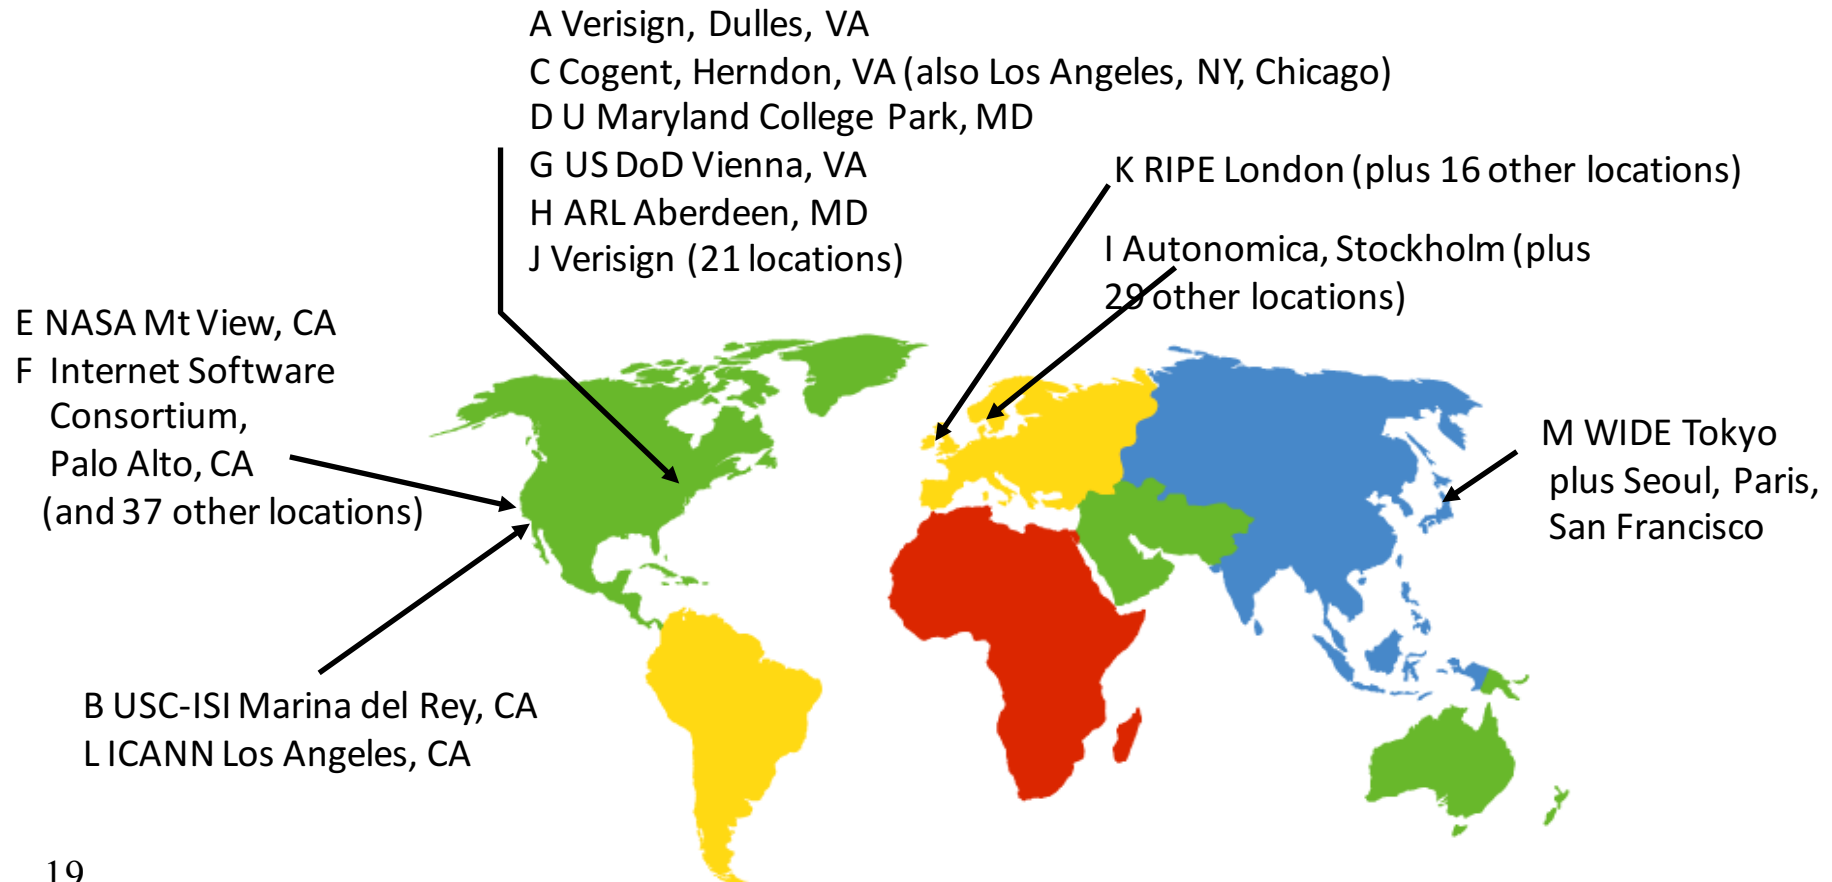 A Verisign, Dulles, VA
C Cogent, Herndon, VA (also Los Angeles, NY, Chicago)
D U Maryland College Park, MD
G US DoD Vienna, VA
H ARL Aberdeen, MD
J Verisign (21 locations)
K RIPE London (plus 16 other locations)
I Autonomica, Stockholm (plus
29 other locations)
E NASA Mt View, CA
F Internet Software
Consortium,
Palo Alto, CA
(and 37 other locations)
M WIDE Tokyo
plus Seoul, Paris,
San Francisco
B USC-ISI Marina del Rey, CA
L ICANN Los Angeles, CA
19